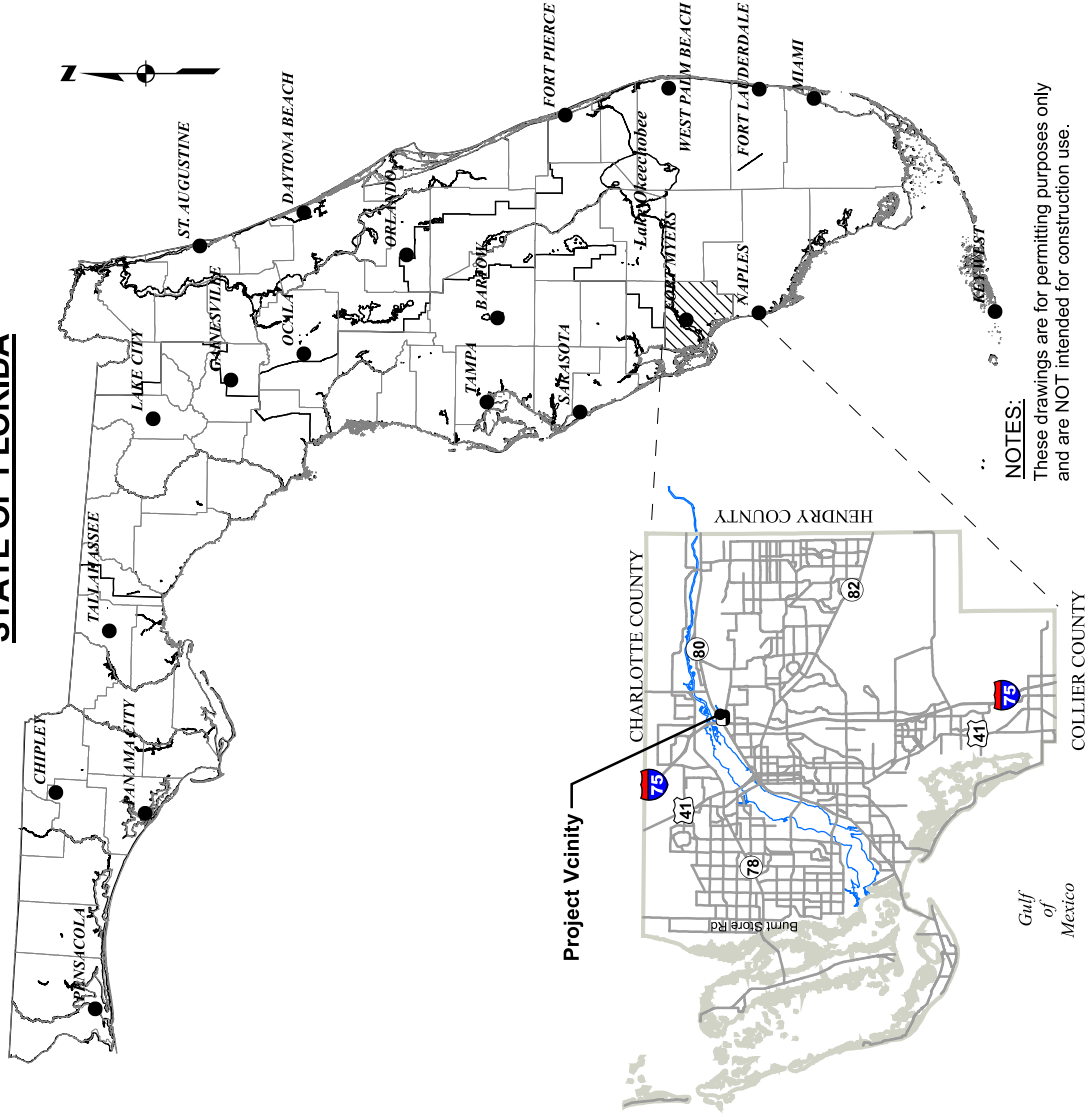 STATE OF FLORIDA
N
PENSACOLA
CHIPLEY
PANAMA CITY
TALLAHASSEE
LAKE CITY
ST. AUGUSTINE
GAINESVILLE
OCALA
DAYTONA BEACH
ORLANDO
TAMPA
BARTOW
SARASOTA
FORT PIERCE
Lake Okeechobee
FORT MYERS
WEST PALM BEACH
NAPLES
FORT LAUDERDALE
MIAMI
KEY WEST
Project Vcinity
CHARLOTTE COUNTY
HENDRY COUNTY
COLLIER COUNTY
75
41
78
80
82
Burnt Store Rd
41
75
Gulf
of
Mexico
NOTES:
These drawings are for permitting purposes only
and are NOT intended for construction use.